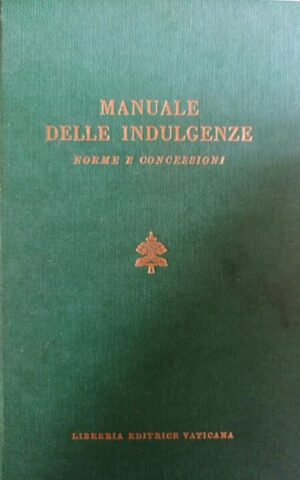 MANUALE
DELLE INDULGENZE
NORME E CONCESSIONI
LIBRERIA EDITRICE VATICANA